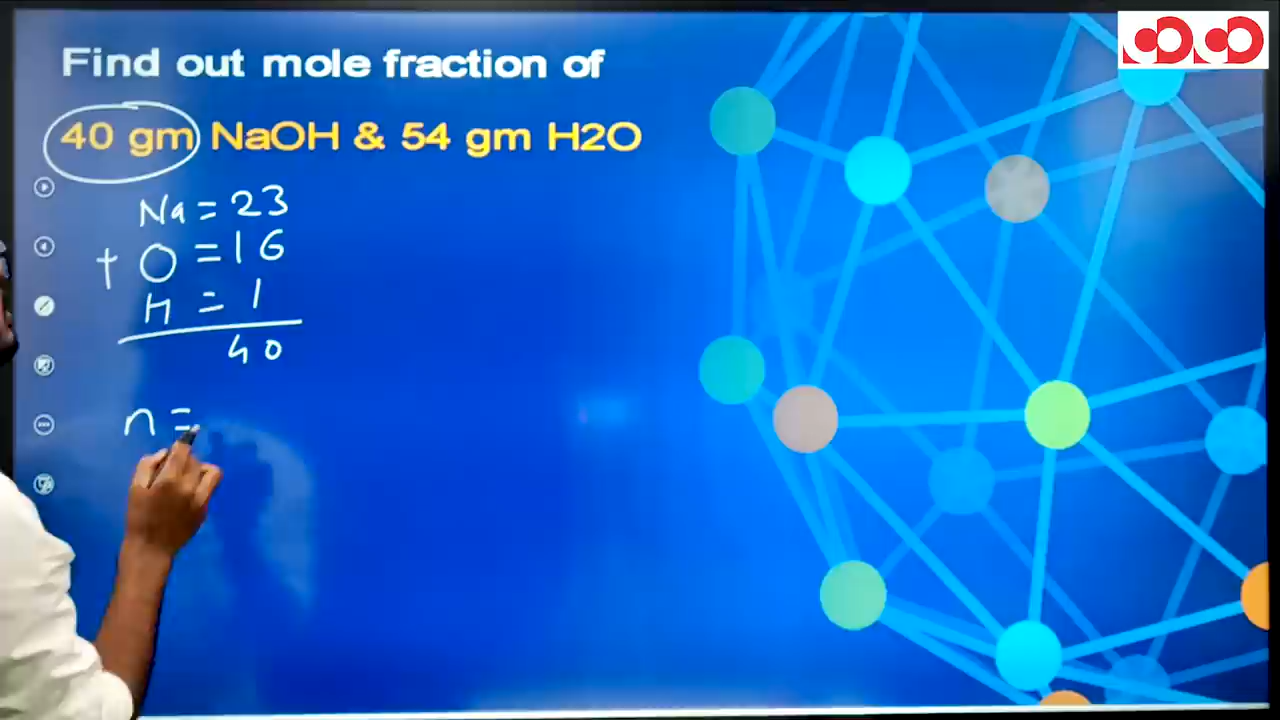 Find out mole fraction of
40 gm NaOH & 54 gm H2O
Na = 23
+ O = 16
H = 1
40
n =